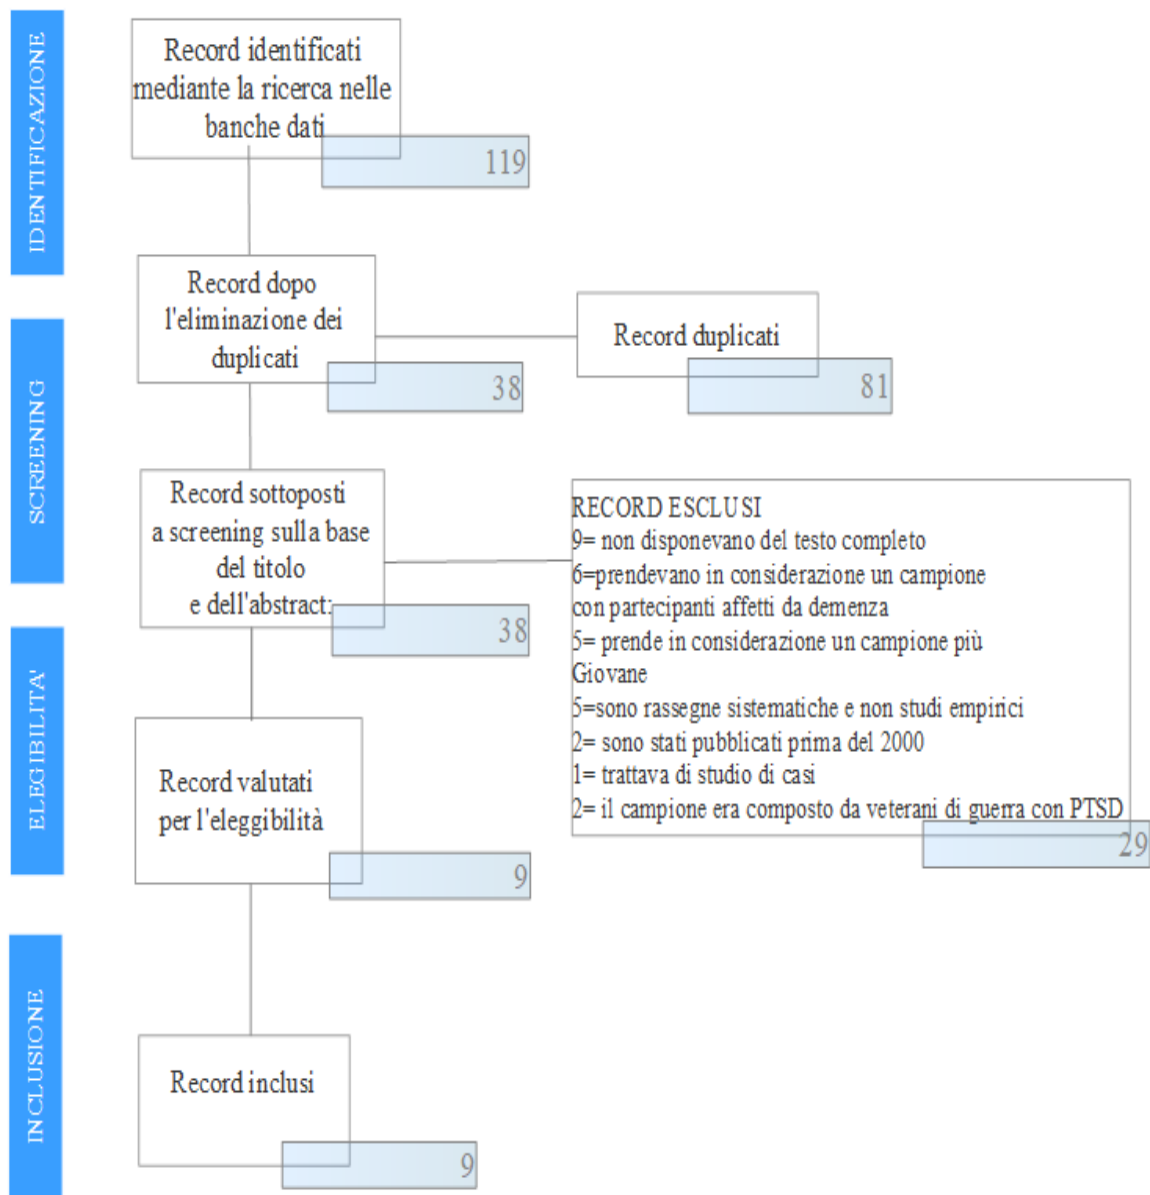 IDENTIFICAZIONE
Record identificati
mediante la ricerca nelle
banche dati
119
Record dopo
l'eliminazione dei
duplicati
38
Record duplicati
81
SCREENING
Record sottoposti
a screening sulla base
del titolo
e dell'abstract:
38
RECORD ESCLUSI
9= non disponevano del testo completo
6=prendevano in considerazione un campione
con partecipanti affetti da demenza
5= prende in considerazione un campione più
Giovane
5=sono rassegne sistematiche e non studi empirici
2= sono stati pubblicati prima del 2000
1= trattava di studio di casi
2= il campione era composto da veterani di guerra con PTSD
29
ELEGIBILITA'
Record valutati
per l'eleggibilità
9
INCLUSIONE
Record inclusi
9